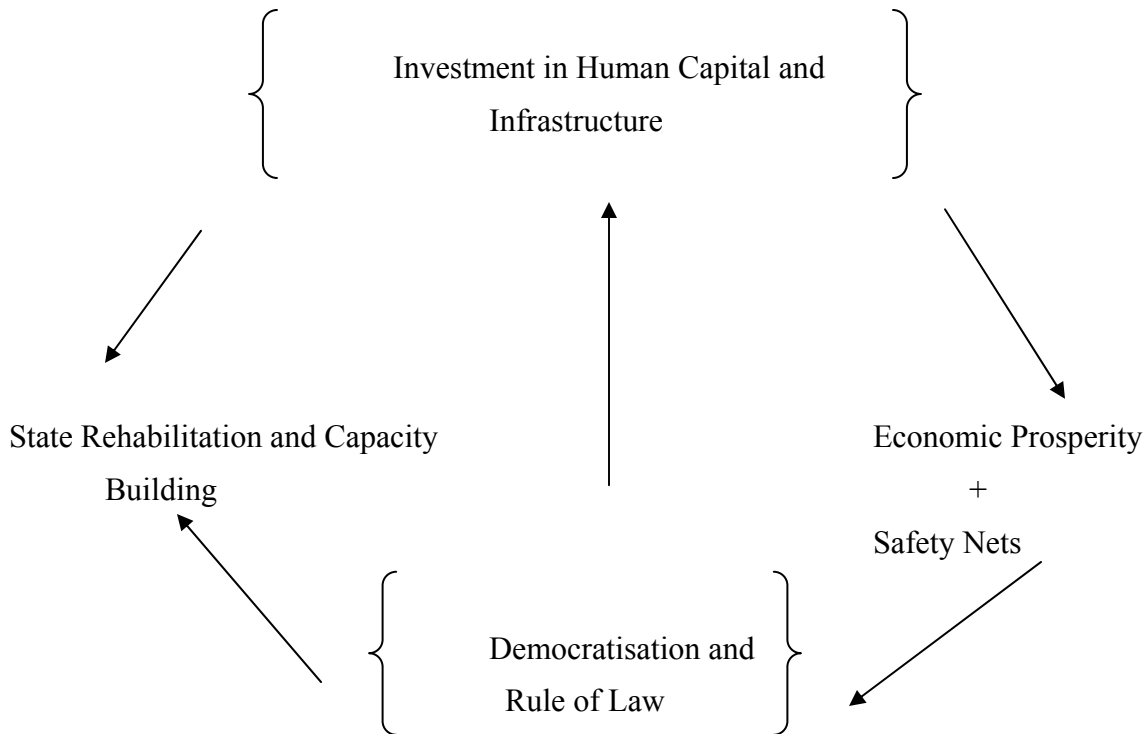 Investment in Human Capital and
Infrastructure
State Rehabilitation and Capacity
Building
Economic Prosperity
+
Safety Nets
Democratisation and
Rule of Law